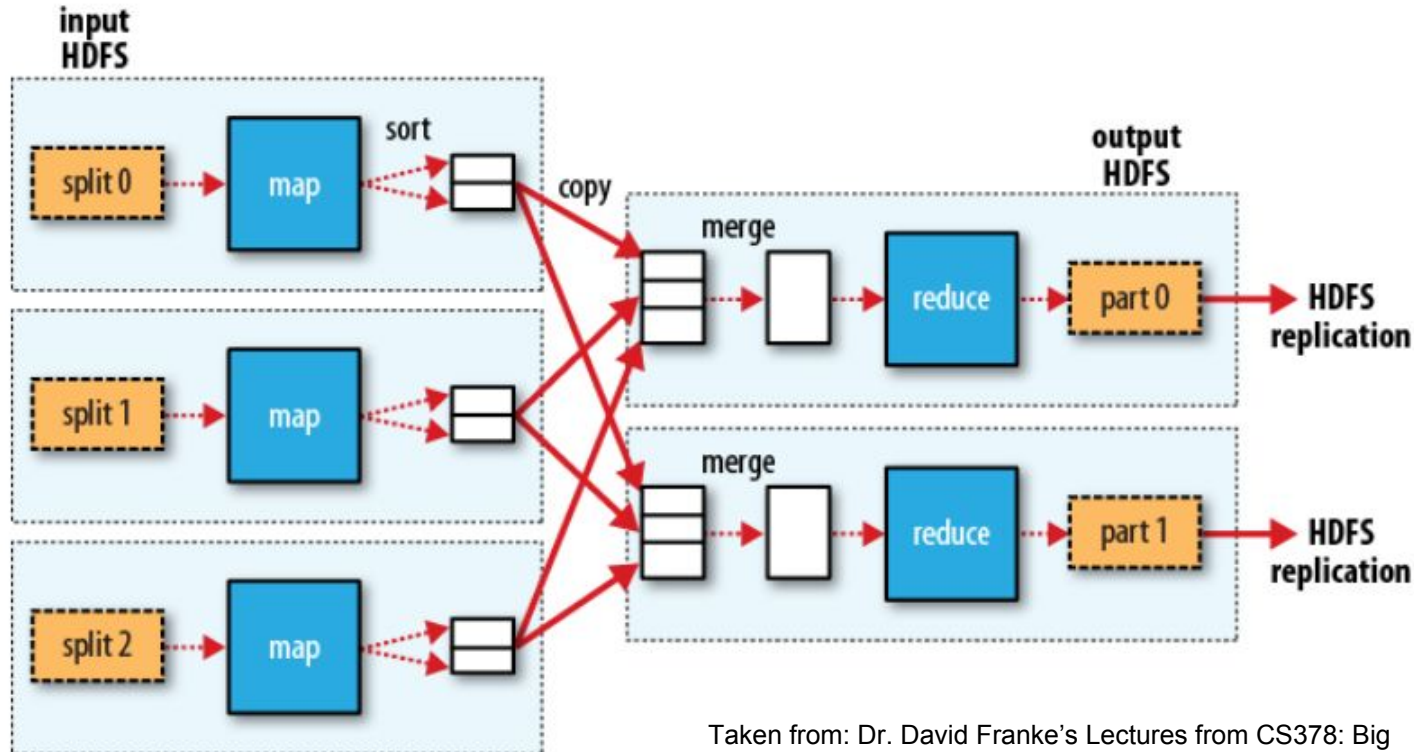 input
HDFS
sort
split 0
map
copy
output
HDFS
merge
reduce
part 0
HDFS
replication
split 1
map
merge
reduce
part 1
HDFS
replication
split 2
map
Taken from: Dr. David Franke's Lectures from CS378: Big